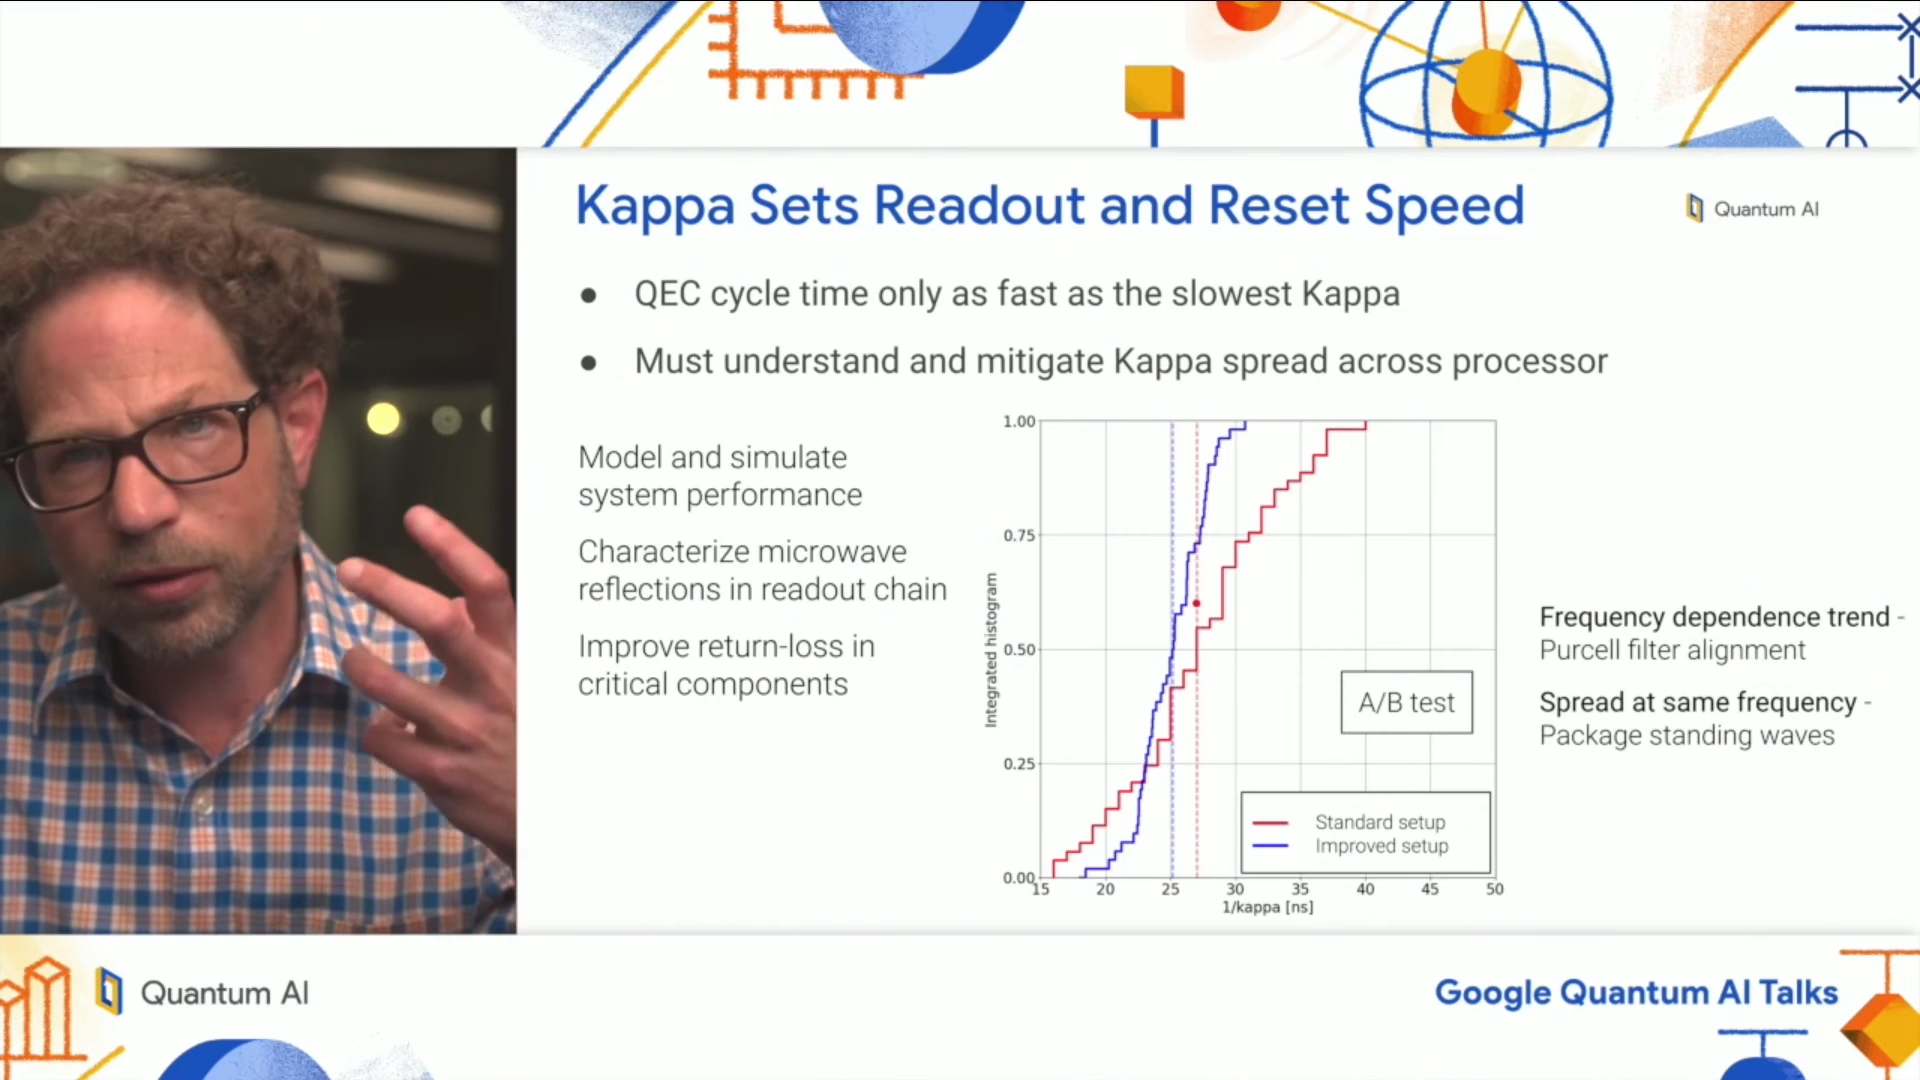 Kappa Sets Readout and Reset Speed
Quantum AI
● QEC cycle time only as fast as the slowest Kappa
● Must understand and mitigate Kappa spread across processor
Model and simulate
system performance
Characterize microwave
reflections in readout chain
Improve return-loss in
critical components
Integrated histogram
1.00
0.75
0.50
0.25
0.00
15 20 25 30 35 40 45 50
1/kappa [ns]
A/B test
Standard setup
Improved setup
Frequency dependence trend -
Purcell filter alignment
Spread at same frequency -
Package standing waves
Quantum AI
Google Quantum AI Talks